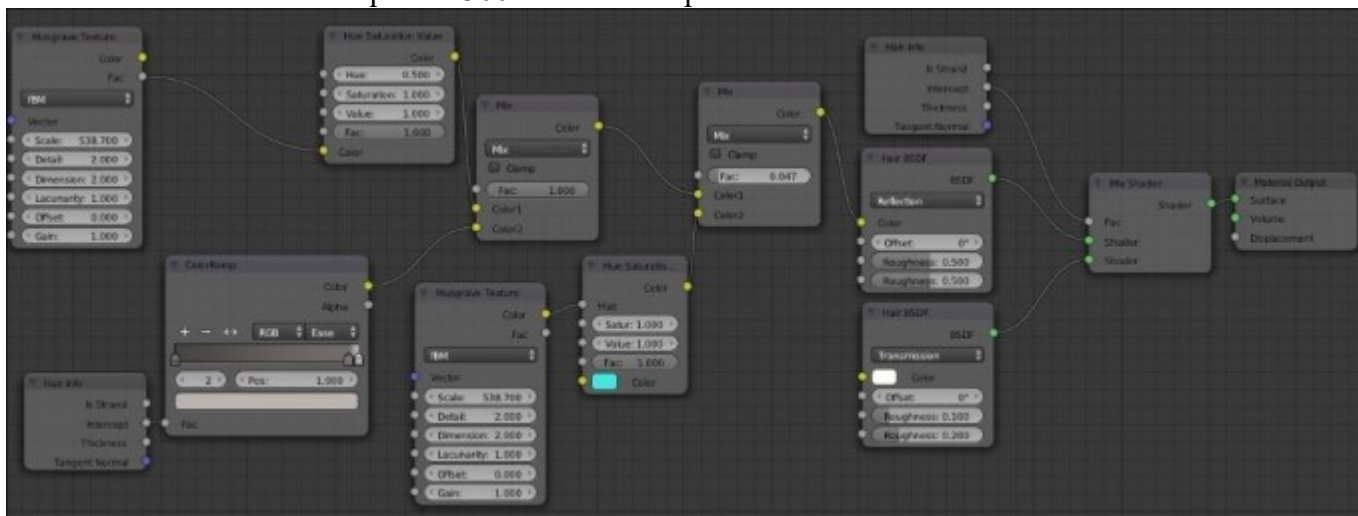 Musgrave Texture
Color
Fac
fBM
Vector
Scale: 538.700
Detail: 2.000
Dimension: 2.000
Lacunarity: 1.000
Offset: 0.000
Gain: 1.000
Hue Saturation Value
Color
Hue: 0.500
Saturation: 1.000
Value: 1.000
Fac: 1.000
Color
Mix
Color
Mix
Clamp
Fac: 1.000
Color1
Color2
Mix
Color
Mix
Clamp
Fac: 0.047
Color1
Color2
Hair Info
Is Strand
Intercept
Thickness
Tangent Normal
Hair BSDF
BSDF
Reflection
Color
Offset: 0°
Roughness: 0.500
Roughness: 0.500
Mix Shader
Shader
Fac
Shader
Shader
Material Output
Surface
Volume
Displacement
ColorRamp
Color
Alpha
RGB Ease
2 Pos: 1.000
Fac
Hair Info
Is Strand
Intercept
Thickness
Tangent Normal
Musgrave Texture
Color
Fac
fBM
Vector
Scale: 538.700
Detail: 2.000
Dimension: 2.000
Lacunarity: 1.000
Offset: 0.000
Gain: 1.000
Hue Saturatio...
Color
Hue
Satur: 1.000
Value: 1.000
Fac: 1.000
Color
Hair BSDF
BSDF
Transmission
Color
Offset: 0°
Roughness: 0.100
Roughness: 0.200